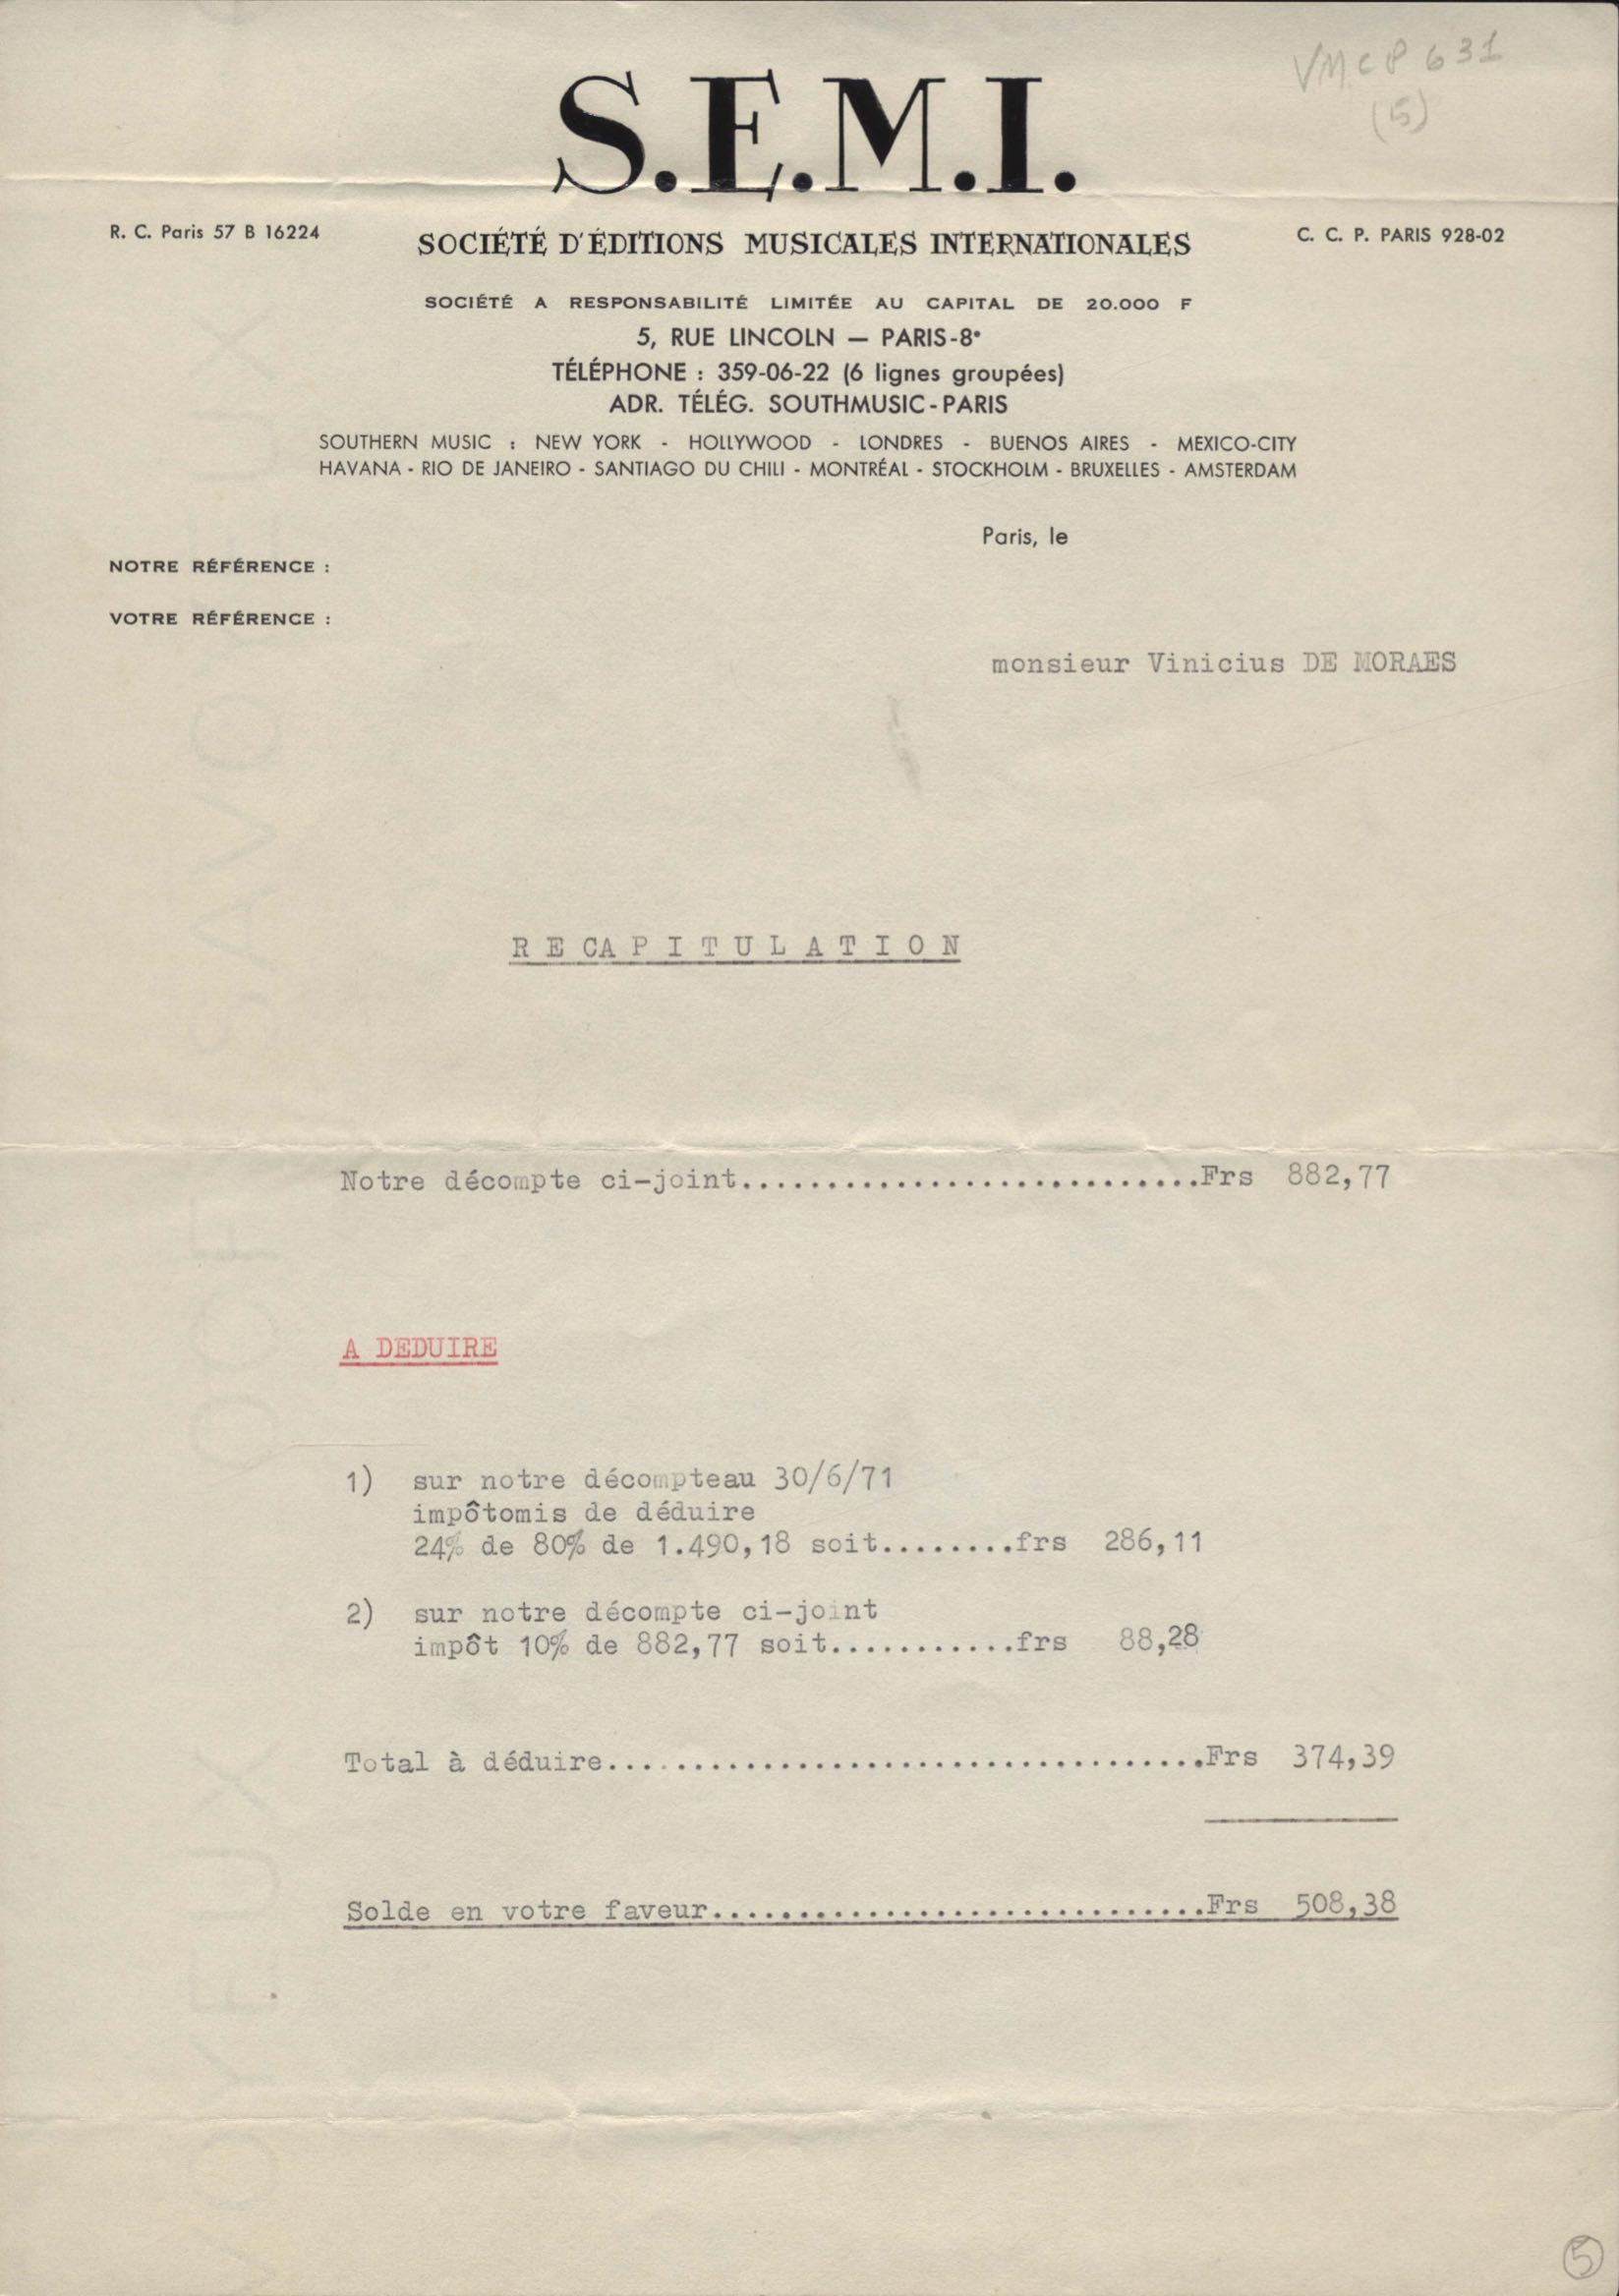 VMCP 631
(5)
S.E.M.I.
R. C. Paris 57 B 16224
SOCIÉTÉ D'ÉDITIONS MUSICALES INTERNATIONALES
C. C. P. PARIS 928-02
SOCIÉTÉ A RESPONSABILITÉ LIMITÉE AU CAPITAL DE 20.000 F
5, RUE LINCOLN — PARIS-8e
TÉLÉPHONE : 359-06-22 (6 lignes groupées)
ADR. TÉLÉG. SOUTHMUSIC-PARIS
SOUTHERN MUSIC : NEW YORK - HOLLYWOOD - LONDRES - BUENOS AIRES - MEXICO-CITY
HAVANA - RIO DE JANEIRO - SANTIAGO DU CHILI - MONTRÉAL - STOCKHOLM - BRUXELLES - AMSTERDAM
Paris, le
NOTRE RÉFÉRENCE :
VOTRE RÉFÉRENCE :
monsieur Vinicius DE MORAES
R E CA P I T U L A T I O N
Notre décompte ci-joint...........................Frs 882,77
A DEDUIRE
1) sur notre décompteau 30/6/71
impôtomis de déduire
24% de 80% de 1.490,18 soit........frs 286,11
2) sur notre décompte ci-joint
impôt 10% de 882,77 soit...........frs 88,28
Total à déduire...................................Frs 374,39
Solde en votre faveur.............................Frs 508,38
5